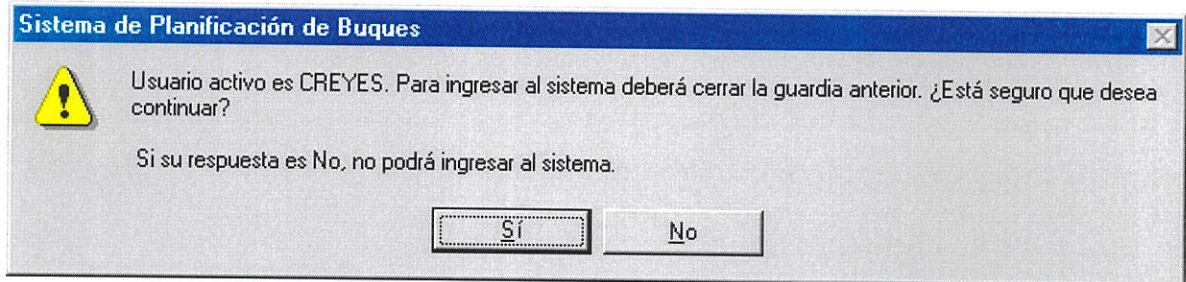 Sistema de Planificación de Buques
Usuario activo es CREYES. Para ingresar al sistema deberá cerrar la guardia anterior. ¿Está seguro que desea
continuar?
Si su respuesta es No, no podrá ingresar al sistema.
Sí
No